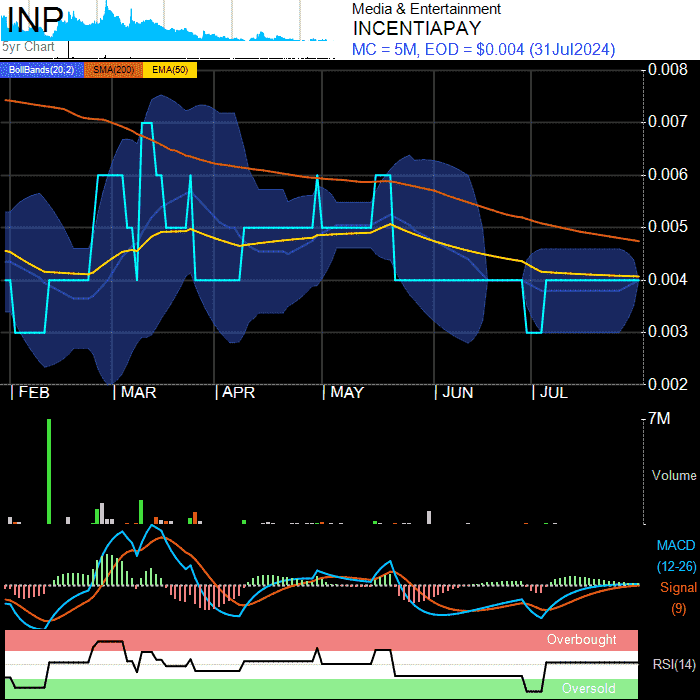 INP
5yr Chart
Media & Entertainment
INCENTIAPAY
MC = 5M, EOD = $0.004 (31Jul2024)
BollBands(20,2) SMA(200) EMA(50)
0.008
0.007
0.006
0.005
0.004
0.003
0.002
FEB MAR APR MAY JUN JUL
7M
Volume
MACD
(12-26)
Signal
(9)
Overbought
RSI(14)
Oversold